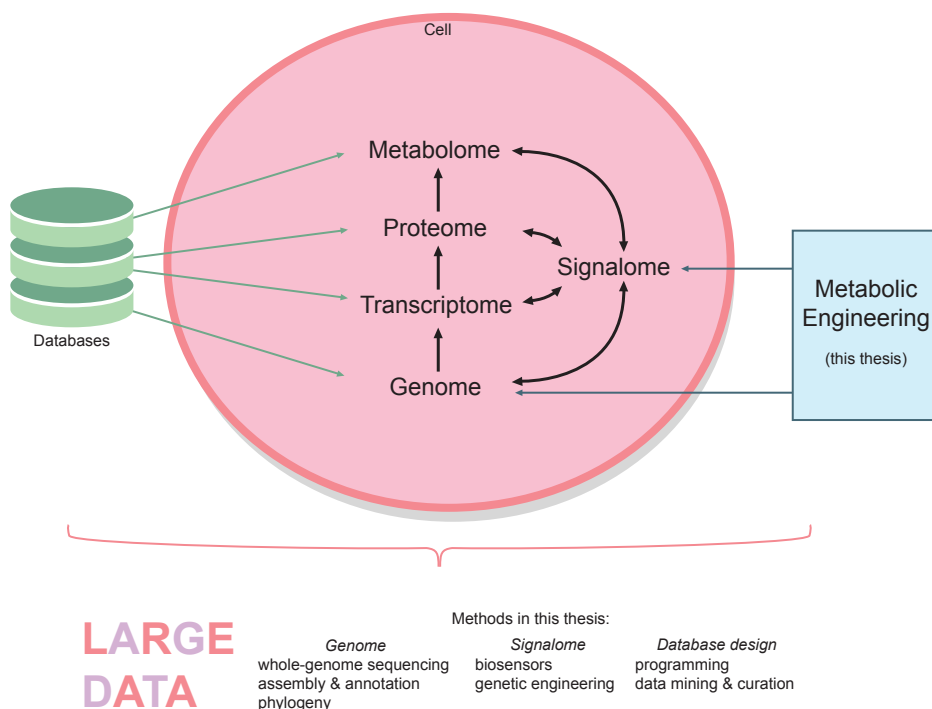 Cell
Metabolome
Proteome
Signalome
Transcriptome
Genome
Databases
Metabolic
Engineering
(this thesis)
LARGE
DATA
Methods in this thesis:
Genome
whole-genome sequencing
assembly & annotation
phylogeny
Signalome
biosensors
genetic engineering
Database design
programming
data mining & curation